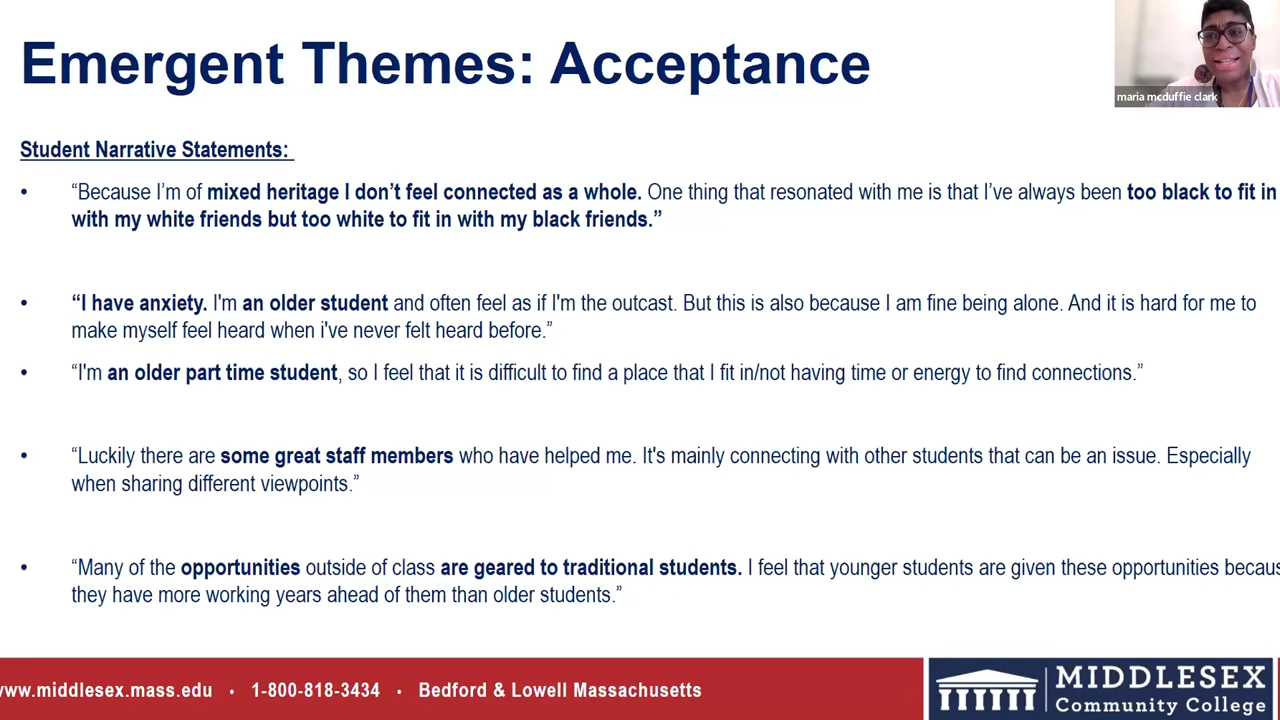 Emergent Themes: Acceptance
maria mcduffie clark
Student Narrative Statements:
• “Because I’m of mixed heritage I don’t feel connected as a whole. One thing that resonated with me is that I’ve always been too black to fit in
with my white friends but too white to fit in with my black friends.”
• “I have anxiety. I'm an older student and often feel as if I'm the outcast. But this is also because I am fine being alone. And it is hard for me to
make myself feel heard when i've never felt heard before.”
• “I'm an older part time student, so I feel that it is difficult to find a place that I fit in/not having time or energy to find connections.”
• “Luckily there are some great staff members who have helped me. It's mainly connecting with other students that can be an issue. Especially
when sharing different viewpoints.”
• “Many of the opportunities outside of class are geared to traditional students. I feel that younger students are given these opportunities becaus
they have more working years ahead of them than older students.”
www.middlesex.mass.edu • 1-800-818-3434 • Bedford & Lowell Massachusetts
MIDDLESEX
Community College